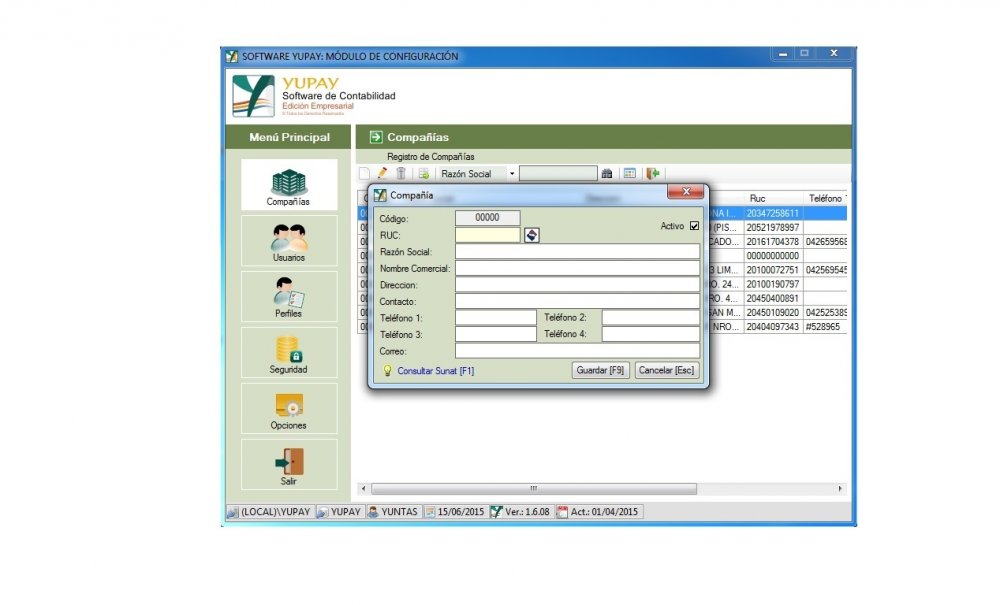 SOFTWARE YUPAY: MÓDULO DE CONFIGURACIÓN
YUPAY
Software de Contabilidad
Edición Empresarial
Menú Principal
Compañías
Registro de Compañías
Razón Social
Compañías
Usuarios
Perfiles
Seguridad
Opciones
Salir
Compañía
Código: 00000
Activo
RUC:
Razón Social:
Nombre Comercial:
Direccion:
Contacto:
Teléfono 1: Teléfono 2:
Teléfono 3: Teléfono 4:
Correo:
Consultar Sunat [F1] Guardar [F9] Cancelar [Esc]
Ruc Teléfono
20347258611
(PIS... 20521978997
CADO... 20161704378 042659568
00000000000
3 LIM... 20100072751 042569545
O. 24... 20100190797
RO. 4... 20450400891
SAN M... 20450109020 042525389
NRO... 20404097343 #528965
(LOCAL)\YUPAY YUPAY YUNTAS 15/06/2015 Ver.: 1.6.08 Act.: 01/04/2015